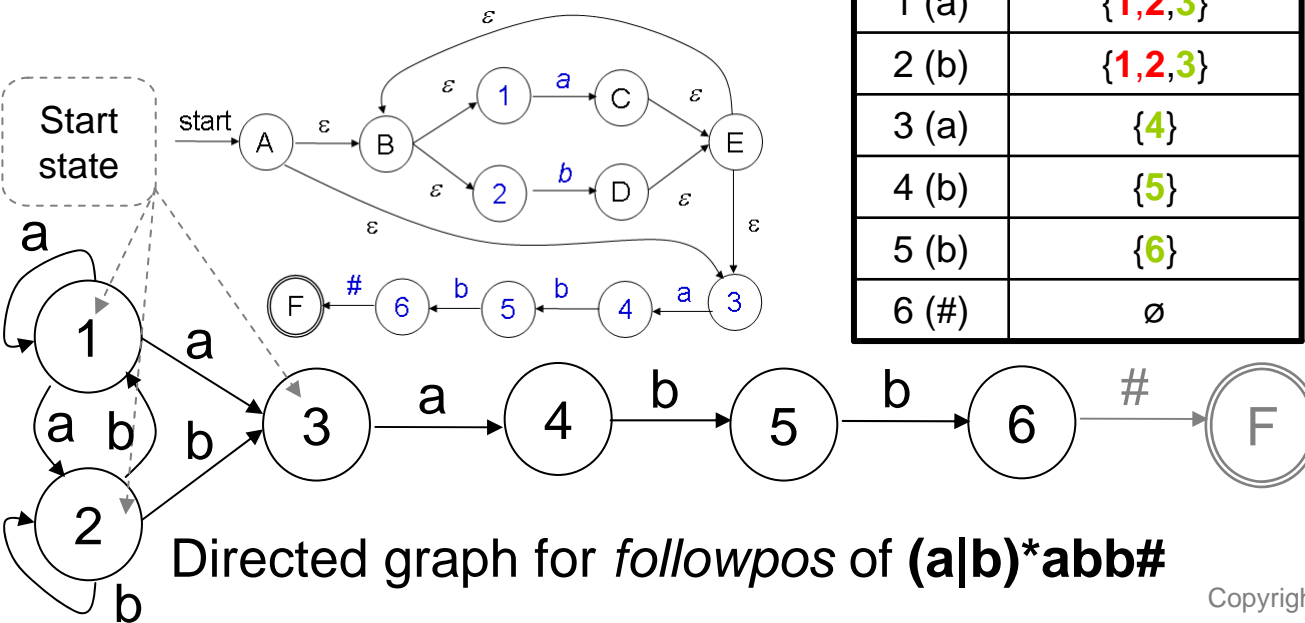 1 (a) {1,2,3}
2 (b) {1,2,3}
3 (a) {4}
4 (b) {5}
5 (b) {6}
6 (#) ø
Start
state
start A ε B ε 1 a C ε E ε
ε 2 b D ε
ε ε
F # 6 b 5 b 4 a 3
a
1 a
a b b
2
b
3 a 4 b 5 b 6 # F
Directed graph for followpos of (a|b)*abb#